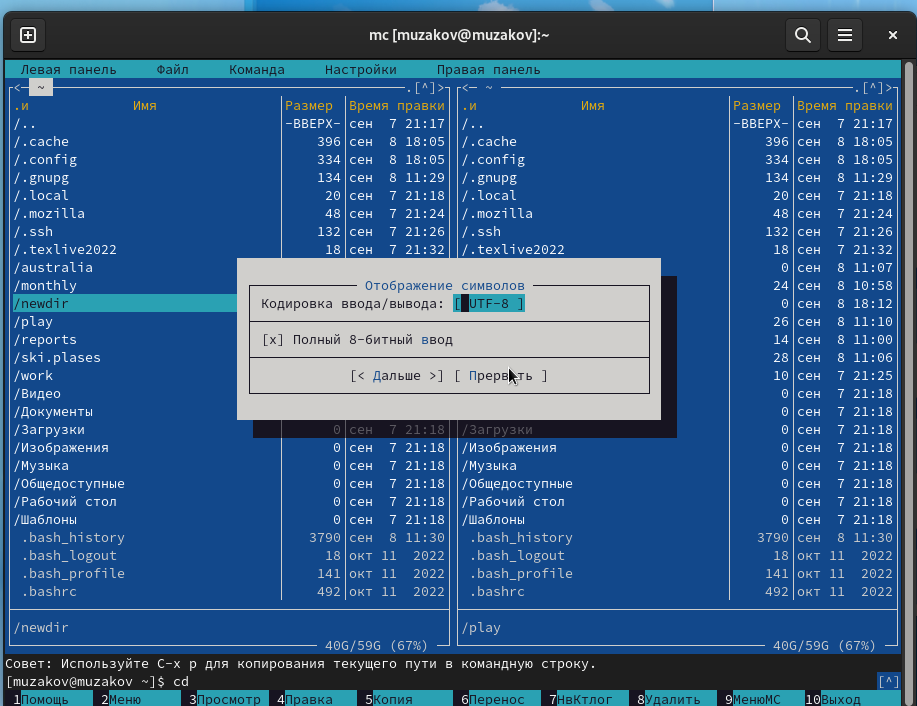 mc [muzakov@muzakov]:~
Левая панель Файл Команда Настройки Правая панель
<— ~ .[^]> <— ~ .[^]>
.и Имя Размер Время правки .и Имя Размер Время правки
/.. -ВВЕРХ- сен 7 21:17 /.. -ВВЕРХ- сен 7 21:17
/.cache 396 сен 8 18:05 /.cache 396 сен 8 18:05
/.config 334 сен 8 18:05 /.config 334 сен 8 18:05
/.gnupg 134 сен 8 11:29 /.gnupg 134 сен 8 11:29
/.local 20 сен 7 21:18 /.local 20 сен 7 21:18
/.mozilla 48 сен 7 21:24 /.mozilla 48 сен 7 21:24
/.ssh 132 сен 7 21:26 /.ssh 132 сен 7 21:26
/.texlive2022 18 сен 7 21:32 /.texlive2022 18 сен 7 21:32
/australia 0 сен 8 11:07
/monthly Отображение символов 24 сен 8 10:58
/newdir Кодировка ввода/вывода: [ UTF-8 ] 0 сен 8 18:12
/play 26 сен 8 11:10
/reports [x] Полный 8-битный ввод 14 сен 8 11:00
/ski.plases 28 сен 8 11:06
/work [< Дальше >] [ Прервать ] 10 сен 7 21:25
/Видео 0 сен 7 21:18
/Документы 0 сен 7 21:18
/Загрузки 0 сен 7 21:18 /Загрузки 0 сен 7 21:18
/Изображения 0 сен 7 21:18 /Изображения 0 сен 7 21:18
/Музыка 0 сен 7 21:18 /Музыка 0 сен 7 21:18
/Общедоступные 0 сен 7 21:18 /Общедоступные 0 сен 7 21:18
/Рабочий стол 0 сен 7 21:18 /Рабочий стол 0 сен 7 21:18
/Шаблоны 0 сен 7 21:18 /Шаблоны 0 сен 7 21:18
.bash_history 3790 сен 8 11:30 .bash_history 3790 сен 8 11:30
.bash_logout 18 окт 11 2022 .bash_logout 18 окт 11 2022
.bash_profile 141 окт 11 2022 .bash_profile 141 окт 11 2022
.bashrc 492 окт 11 2022 .bashrc 492 окт 11 2022
/newdir /play
40G/59G (67%) 40G/59G (67%)
Совет: Используйте C-x p для копирования текущего пути в командную строку.
[muzakov@muzakov ~]$ cd [^]
1Помощь 2Меню 3Просмотр 4Правка 5Копия 6Перенос 7НвКтлог 8Удалить 9МенюMC 10Выход